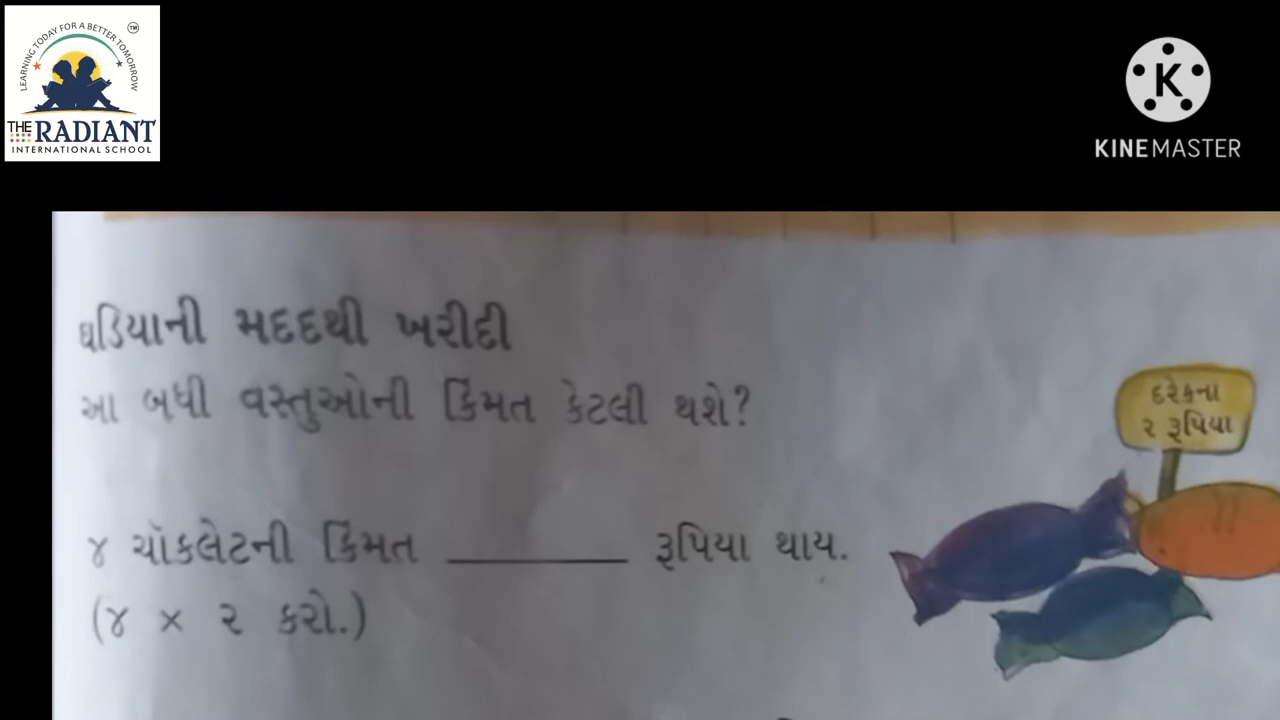 LEARNING TODAY FOR A BETTER TOMORROW
TM
THE RADIANT
INTERNATIONAL SCHOOL
K
KINEMASTER
ઘડિયાની મદદથી ખરીદી
આ બધી વસ્તુઓની કિંમત કેટલી થશે?
દરેકના
૨ રૂપિયા
૪ ચૉકલેટની કિંમત ________ રૂપિયા થાય.
(૪ × ૨ કરો.)